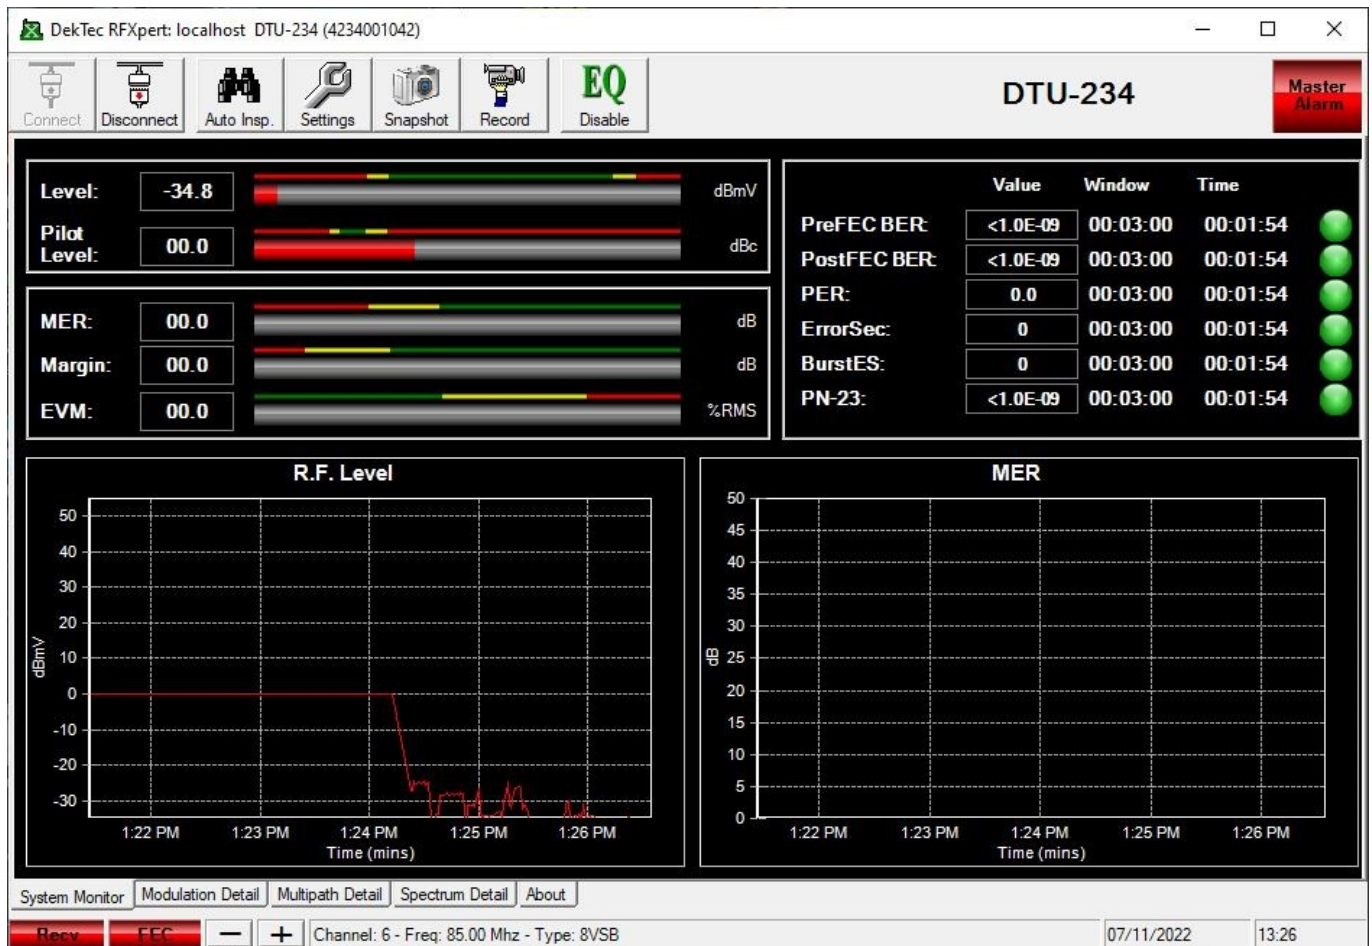 DekTec RFXpert: localhost DTU-234 (4234001042)
Connect Disconnect Auto Insp. Settings Snapshot Record EQ Disable
DTU-234
Master Alarm
Level: -34.8 dBmV
Pilot Level: 00.0 dBc
MER: 00.0 dB
Margin: 00.0 dB
EVM: 00.0 %RMS
Value Window Time
PreFEC BER: <1.0E-09 00:03:00 00:01:54
PostFEC BER: <1.0E-09 00:03:00 00:01:54
PER: 0.0 00:03:00 00:01:54
ErrorSec: 0 00:03:00 00:01:54
BurstES: 0 00:03:00 00:01:54
PN-23: <1.0E-09 00:03:00 00:01:54
R.F. Level
50
40
30
20
10
0
-10
-20
-30
dBmV
1:22 PM 1:23 PM 1:24 PM 1:25 PM 1:26 PM
Time (mins)
MER
50
45
40
35
30
25
20
15
10
5
0
dB
1:22 PM 1:23 PM 1:24 PM 1:25 PM 1:26 PM
Time (mins)
System Monitor Modulation Detail Multipath Detail Spectrum Detail About
Recv FEC − + Channel: 6 - Freq: 85.00 Mhz - Type: 8VSB 07/11/2022 13:26